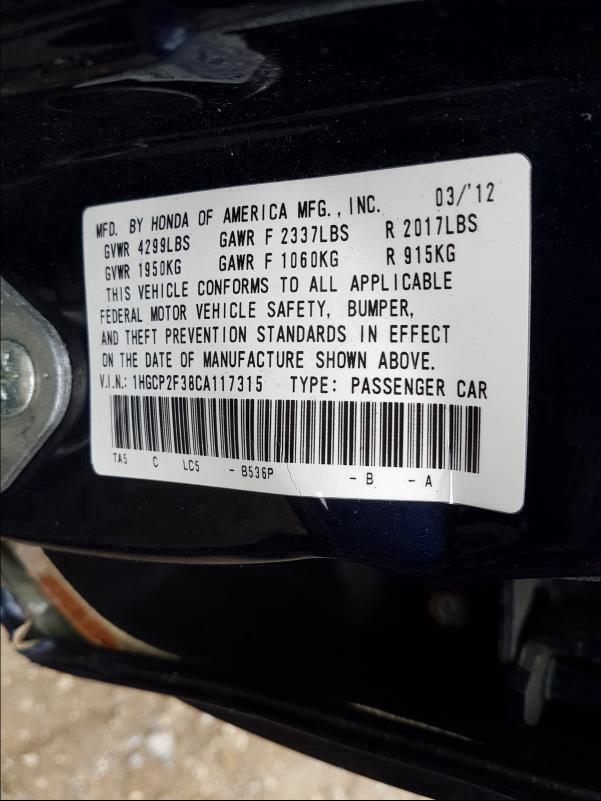 MFD. BY HONDA OF AMERICA MFG., INC. 03/'12
GVWR 4299LBS GAWR F 2337LBS R 2017LBS
GVWR 1950KG GAWR F 1060KG R 915KG
THIS VEHICLE CONFORMS TO ALL APPLICABLE
FEDERAL MOTOR VEHICLE SAFETY, BUMPER,
AND THEFT PREVENTION STANDARDS IN EFFECT
ON THE DATE OF MANUFACTURE SHOWN ABOVE.
V.I.N.: 1HGCP2F38CA117315 TYPE: PASSENGER CAR
TA5 C LC5 - B536P - B - A